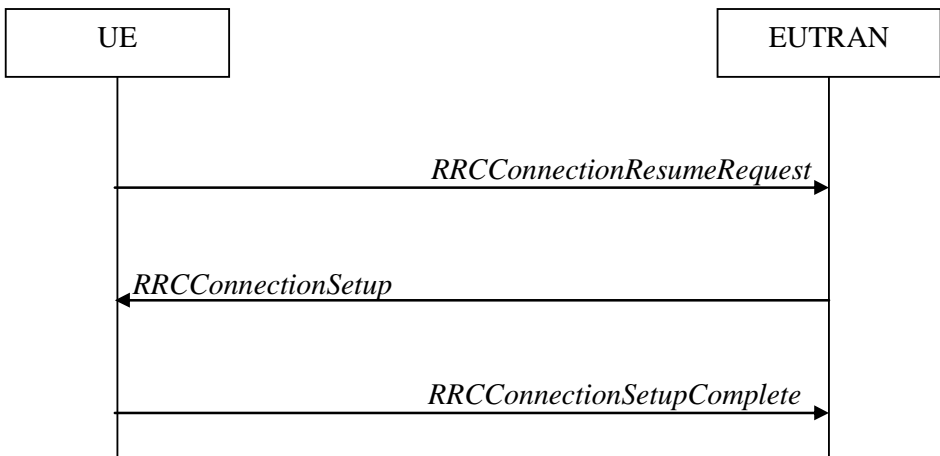 UE
EUTRAN
RRCConnectionResumeRequest
RRCConnectionSetup
RRCConnectionSetupComplete